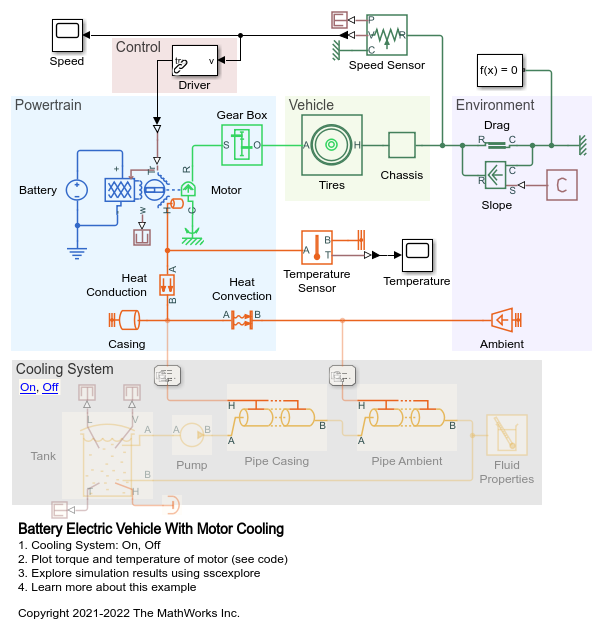 Speed
Control
tr
v
Driver
P
V
R
C
Speed Sensor
f(x) = 0
Powertrain
Gear Box
S
O
Vehicle
A
H
Tires
Chassis
Environment
Drag
R
C
R
C
S
C
Slope
Battery
+
tr
w
H
R
C
Motor
A
B
Heat
Conduction
A
B
T
Temperature
Sensor
Temperature
Heat
Convection
A
B
Casing
Ambient
Cooling System
On, Off
L
V
A
B
T
H
Tank
A
B
Pump
H
A
B
Pipe Casing
H
A
B
Pipe Ambient
Fluid
Properties
Battery Electric Vehicle With Motor Cooling
1. Cooling System: On, Off
2. Plot torque and temperature of motor (see code)
3. Explore simulation results using sscexplore
4. Learn more about this example
Copyright 2021-2022 The MathWorks Inc.